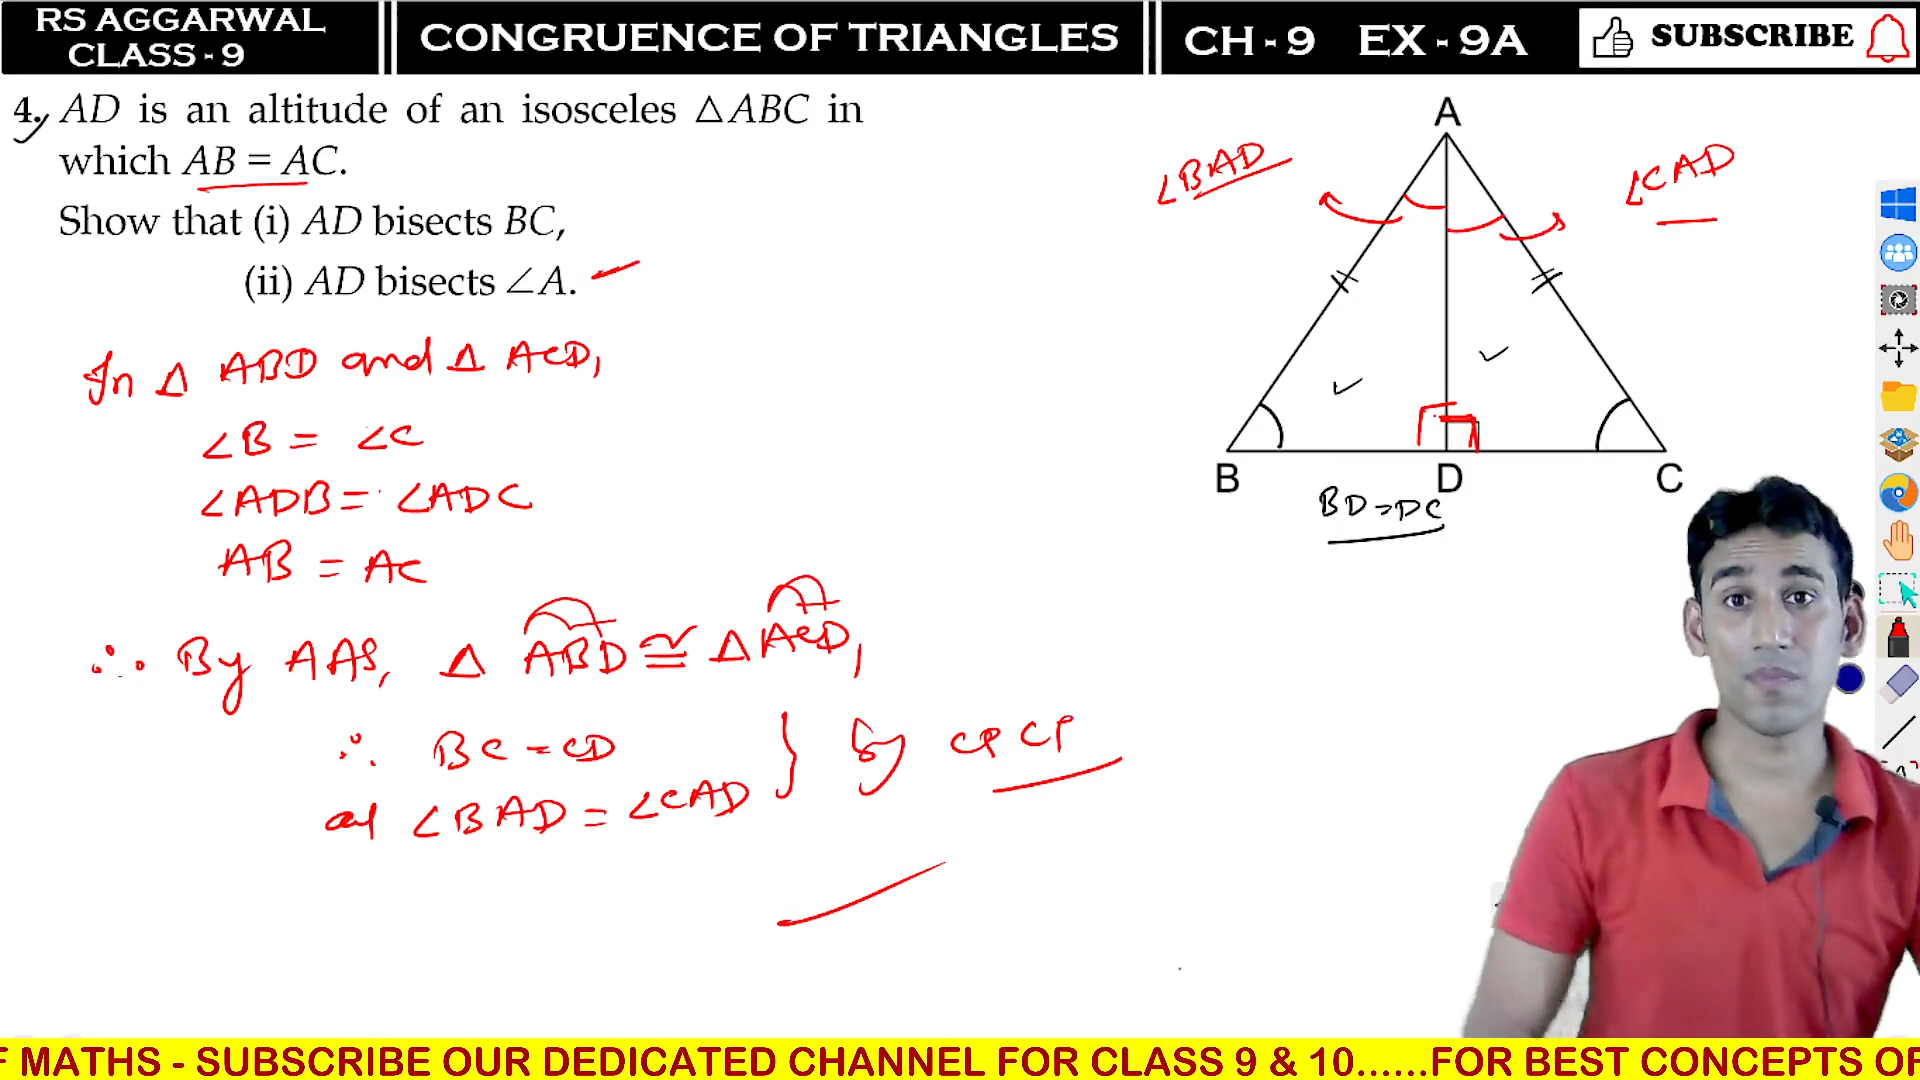 RS AGGARWAL
CLASS - 9
CONGRUENCE OF TRIANGLES
CH - 9 EX - 9A
SUBSCRIBE
4. AD is an altitude of an isosceles △ABC in
which AB = AC.
Show that (i) AD bisects BC,
(ii) AD bisects ∠A.
In △ ABD and △ ACD,
∠B = ∠C
∠ADB = ∠ADC
AB = AC
∴ By AAS, △ ABD ≅ △ ACD,
∴ BC = CD
∠BAD = ∠CAD } by CPCT
A
∠BAD
∠CAD
B D C
BD = DC
F MATHS - SUBSCRIBE OUR DEDICATED CHANNEL FOR CLASS 9 & 10......FOR BEST CONCEPTS OF